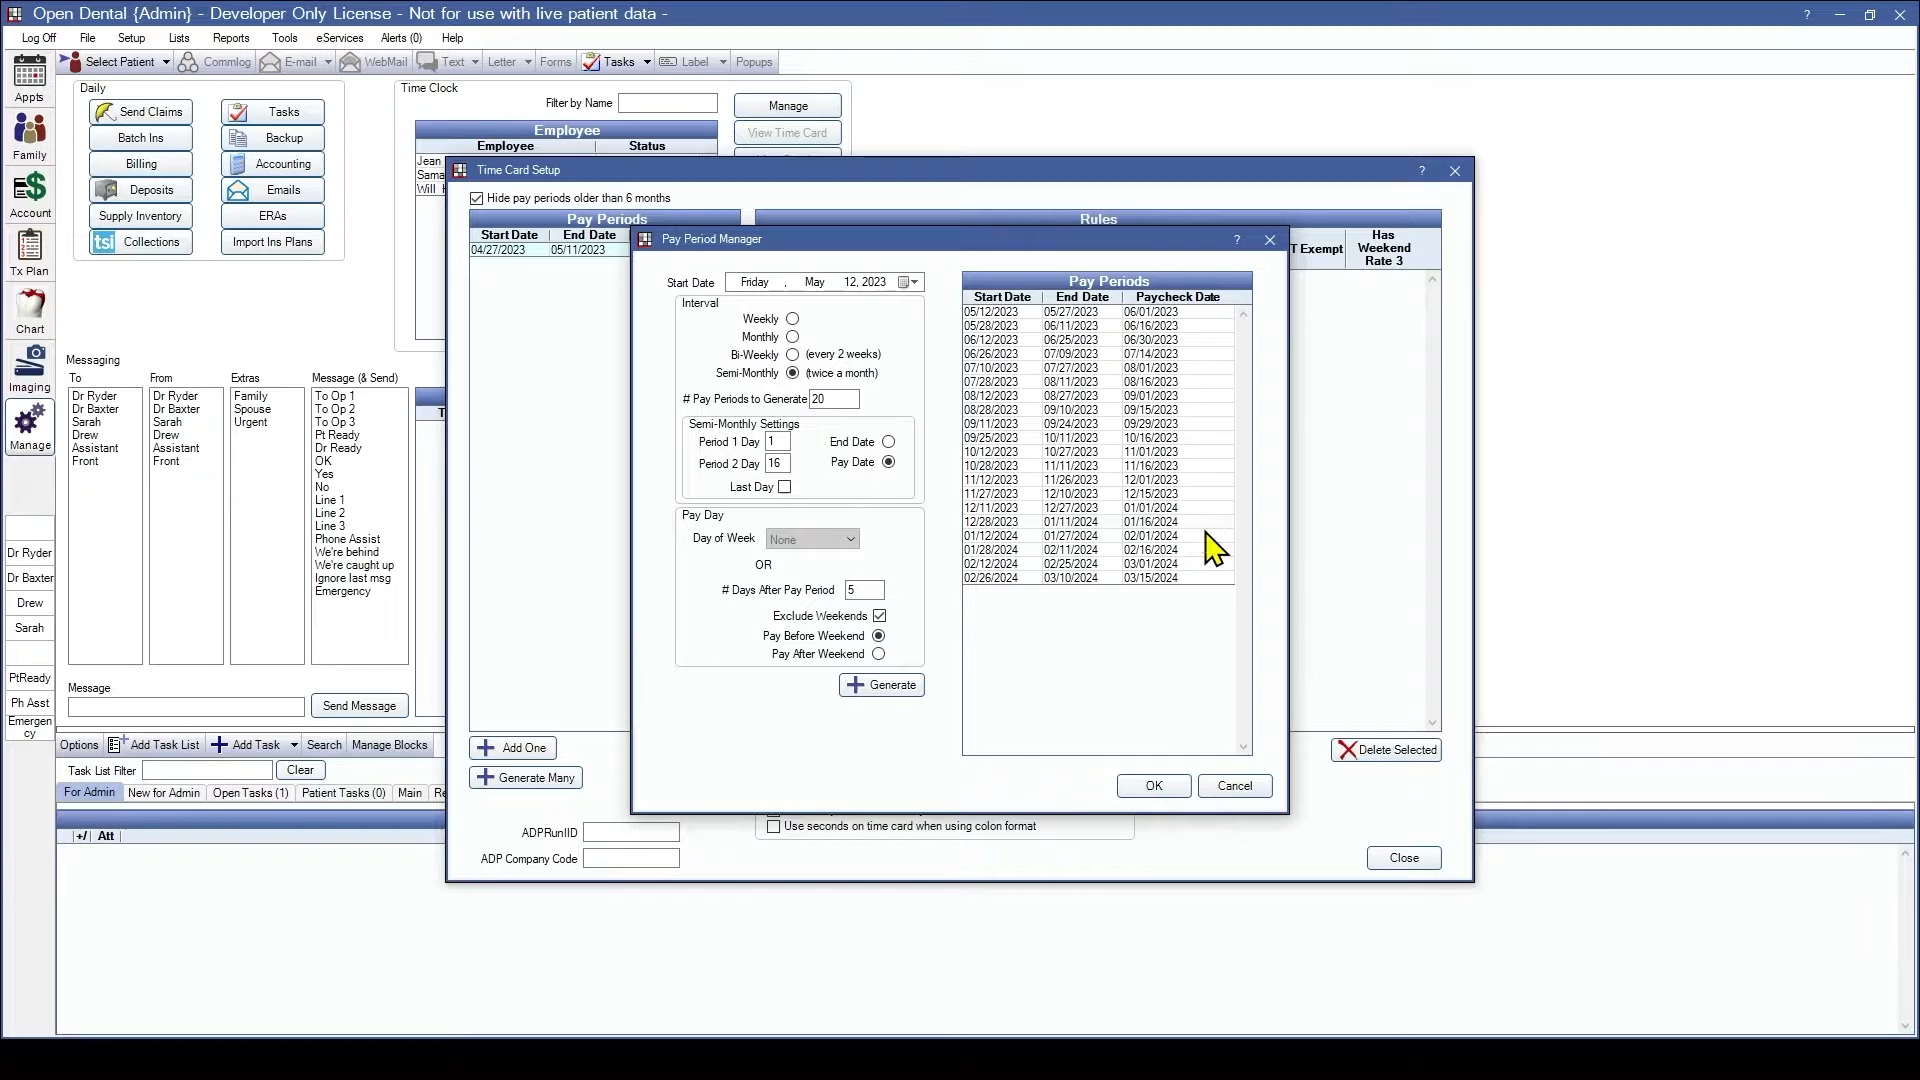 Open Dental {Admin} - Developer Only License - Not for use with live patient data -
Log Off File Setup Lists Reports Tools eServices Alerts (0) Help
Select Patient Commlog E-mail WebMail Text Letter Forms Tasks Label Popups
Appts
Family
Account
Tx Plan
Chart
Imaging
Manage
Dr Ryder
Dr Baxter
Drew
Sarah
PtReady
Ph Asst
Emergen
cy
Daily
Send Claims
Batch Ins
Billing
Deposits
Supply Inventory
tsi Collections
Tasks
Backup
Accounting
Emails
ERAs
Import Ins Plans
Time Clock
Filter by Name
Manage
View Time Card
Employee
Employee Status
Jean
Sama
Will
Messaging
To
Dr Ryder
Dr Baxter
Sarah
Drew
Assistant
Front
From
Dr Ryder
Dr Baxter
Sarah
Drew
Assistant
Front
Extras
Family
Spouse
Urgent
Message (& Send)
To Op 1
To Op 2
To Op 3
Pt Ready
Dr Ready
OK
Yes
No
Line 1
Line 2
Line 3
Phone Assist
We're behind
We're caught up
Ignore last msg
Emergency
Message
Send Message
Options Add Task List Add Task Search Manage Blocks
Task List Filter Clear
For Admin New for Admin Open Tasks (1) Patient Tasks (0) Main Re
+/ Att
Time Card Setup
Hide pay periods older than 6 months
Pay Periods
Start Date End Date
04/27/2023 05/11/2023
Rules
T Exempt
Has
Weekend
Rate 3
Add One
Generate Many
Delete Selected
ADPRunIID
ADP Company Code
Use seconds on time card when using colon format
Close
Pay Period Manager
Start Date Friday , May 12, 2023
Interval
Weekly
Monthly
Bi-Weekly (every 2 weeks)
Semi-Monthly (twice a month)
# Pay Periods to Generate 20
Semi-Monthly Settings
Period 1 Day 1 End Date
Period 2 Day 16 Pay Date
Last Day
Pay Day
Day of Week None
OR
# Days After Pay Period 5
Exclude Weekends
Pay Before Weekend
Pay After Weekend
Generate
Pay Periods
Start Date End Date Paycheck Date
05/12/2023 05/27/2023 06/01/2023
05/28/2023 06/11/2023 06/16/2023
06/12/2023 06/25/2023 06/30/2023
06/26/2023 07/09/2023 07/14/2023
07/10/2023 07/27/2023 08/01/2023
07/28/2023 08/11/2023 08/16/2023
08/12/2023 08/27/2023 09/01/2023
08/28/2023 09/10/2023 09/15/2023
09/11/2023 09/24/2023 09/29/2023
09/25/2023 10/11/2023 10/16/2023
10/12/2023 10/27/2023 11/01/2023
10/28/2023 11/11/2023 11/16/2023
11/12/2023 11/26/2023 12/01/2023
11/27/2023 12/10/2023 12/15/2023
12/11/2023 12/27/2023 01/01/2024
12/28/2023 01/11/2024 01/16/2024
01/12/2024 01/27/2024 02/01/2024
01/28/2024 02/11/2024 02/16/2024
02/12/2024 02/25/2024 03/01/2024
02/26/2024 03/10/2024 03/15/2024
OK Cancel